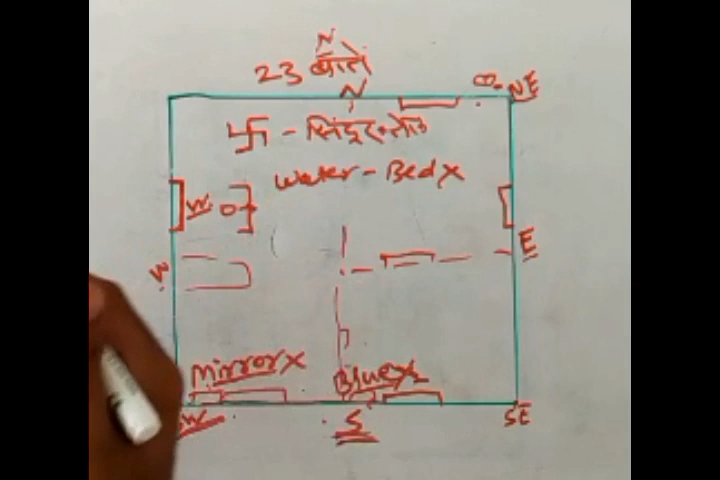 N
23 बातें
N
NE
卐 - सिंदूर + तेल
Water - Bed X
W
E
W
Mirror X
Blue X
W
S
SE